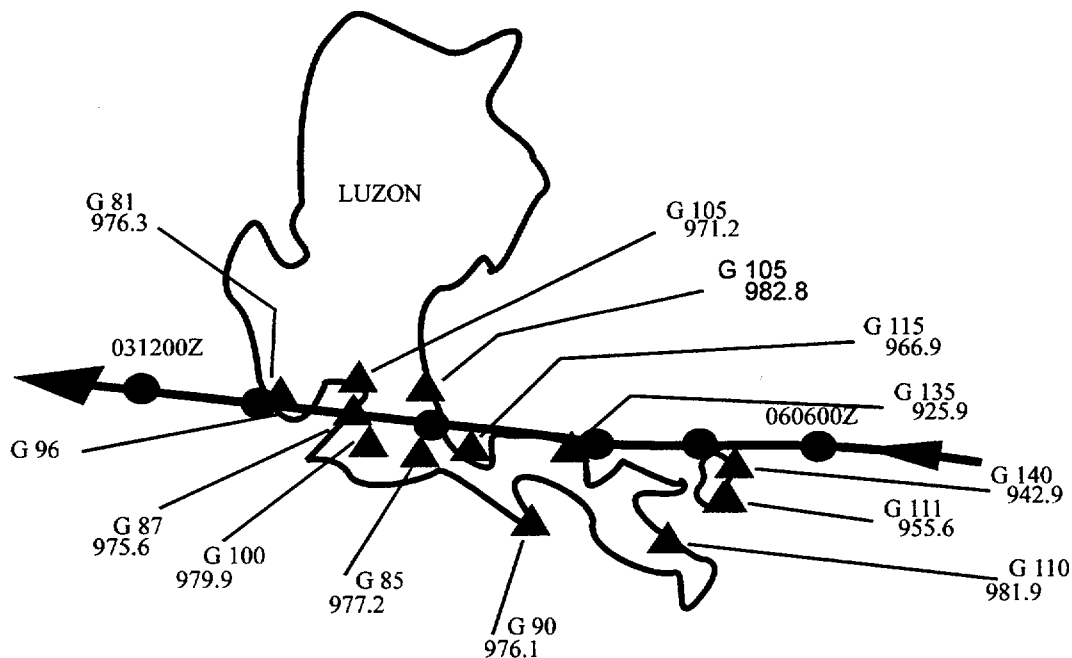 LUZON
G 81
976.3
G 105
971.2
G 105
982.8
031200Z
G 115
966.9
G 135
925.9
060600Z
G 96
G 140
942.9
G 87
975.6
G 111
955.6
G 100
979.9
G 85
977.2
G 110
981.9
G 90
976.1